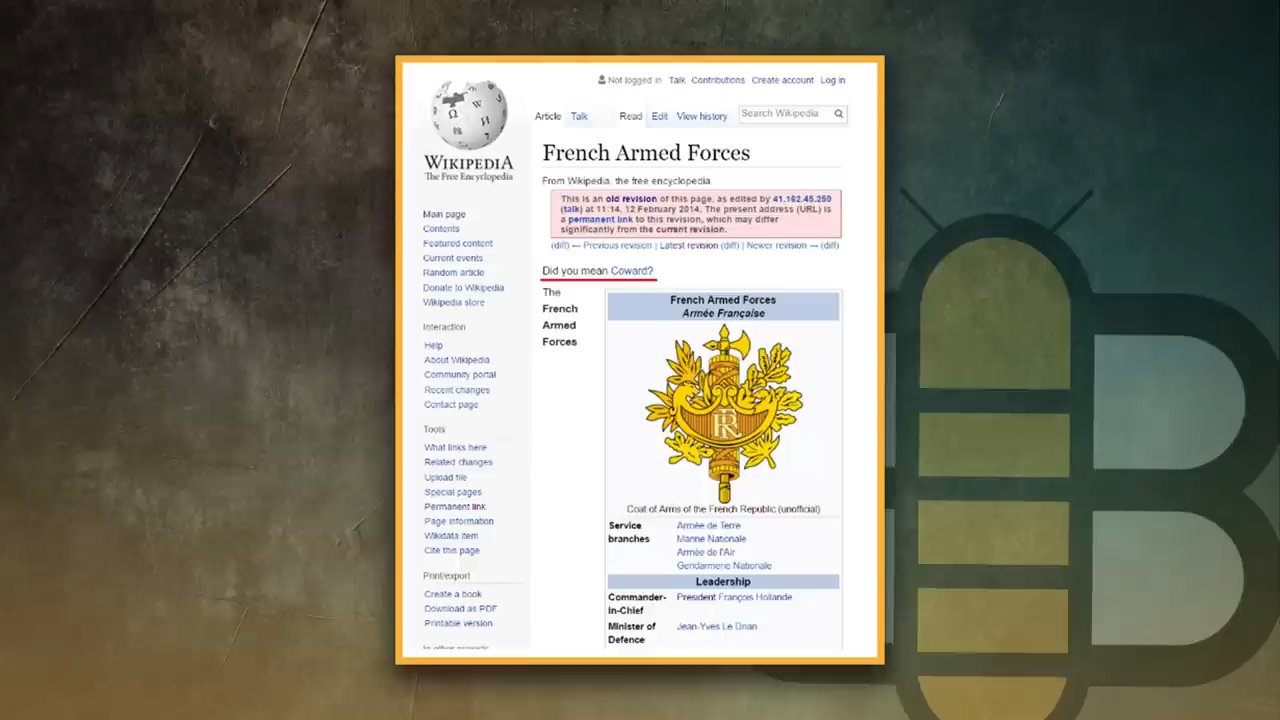 Not logged in Talk Contributions Create account Log in
Article Talk Read Edit View history Search Wikipedia
WIKIPEDIA
The Free Encyclopedia
Main page
Contents
Featured content
Current events
Random article
Donate to Wikipedia
Wikipedia store
Interaction
Help
About Wikipedia
Community portal
Recent changes
Contact page
Tools
What links here
Related changes
Upload file
Special pages
Permanent link
Page information
Wikidata item
Cite this page
Print/export
Create a book
Download as PDF
Printable version
French Armed Forces
From Wikipedia, the free encyclopedia
This is an old revision of this page, as edited by 41.162.45.250
(talk) at 11:14, 12 February 2014. The present address (URL) is
a permanent link to this revision, which may differ
significantly from the current revision.
(diff) ← Previous revision | Latest revision (diff) | Newer revision → (diff)
Did you mean Coward?
The
French
Armed
Forces
French Armed Forces
Armée Française
RF
Coat of Arms of the French Republic (unofficial)
Service branches Armée de Terre
Marine Nationale
Armée de l'Air
Gendarmerie Nationale
Leadership
Commander-in-Chief President François Hollande
Minister of Defence Jean-Yves Le Drian